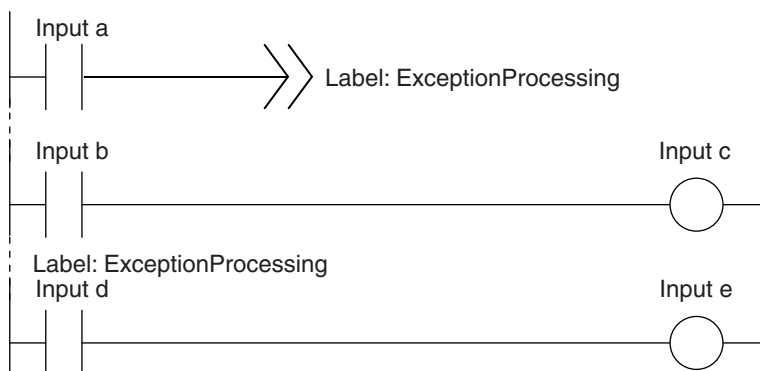 Input a
Label: ExceptionProcessing
Input b
Input c
Label: ExceptionProcessing
Input d
Input e